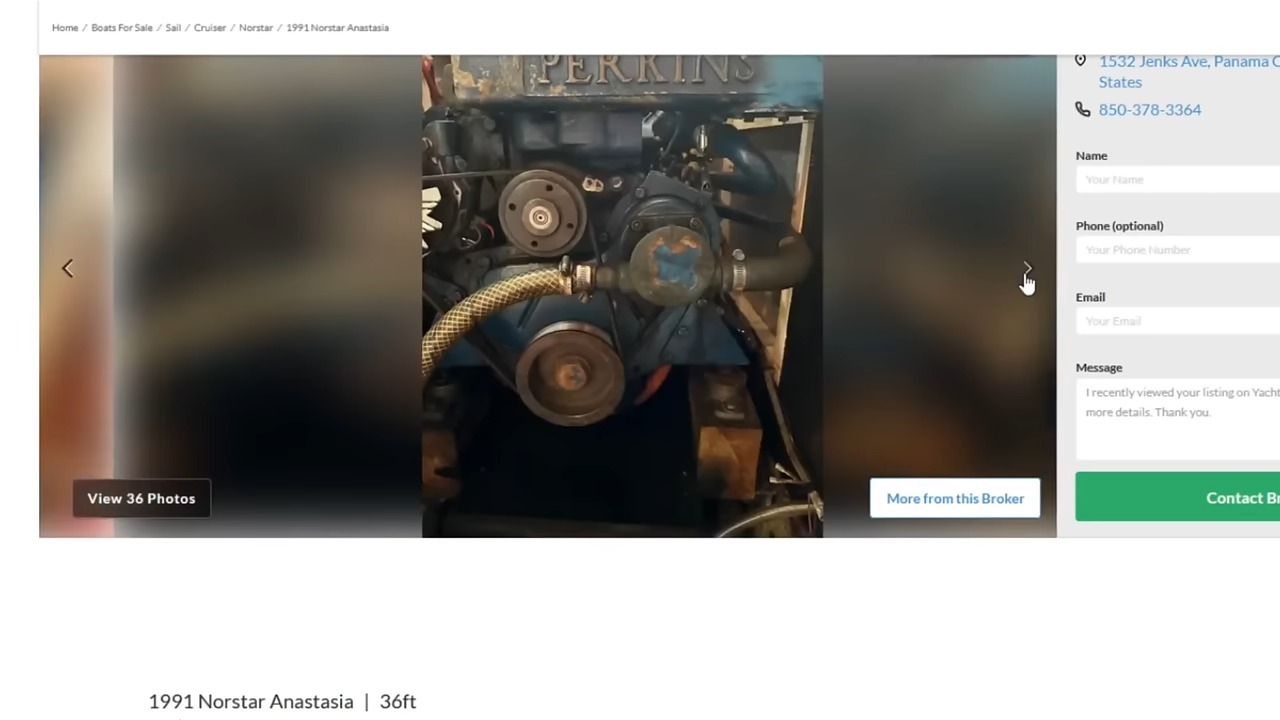 Home / Boats For Sale / Sail / Cruiser / Norstar / 1991 Norstar Anastasia
PERKINS
1532 Jenks Ave, Panama C
States
850-378-3364
Name
Your Name
Phone (optional)
Your Phone Number
Email
Your Email
Message
I recently viewed your listing on Yacht
more details. Thank you.
View 36 Photos
More from this Broker
Contact Br
1991 Norstar Anastasia | 36ft